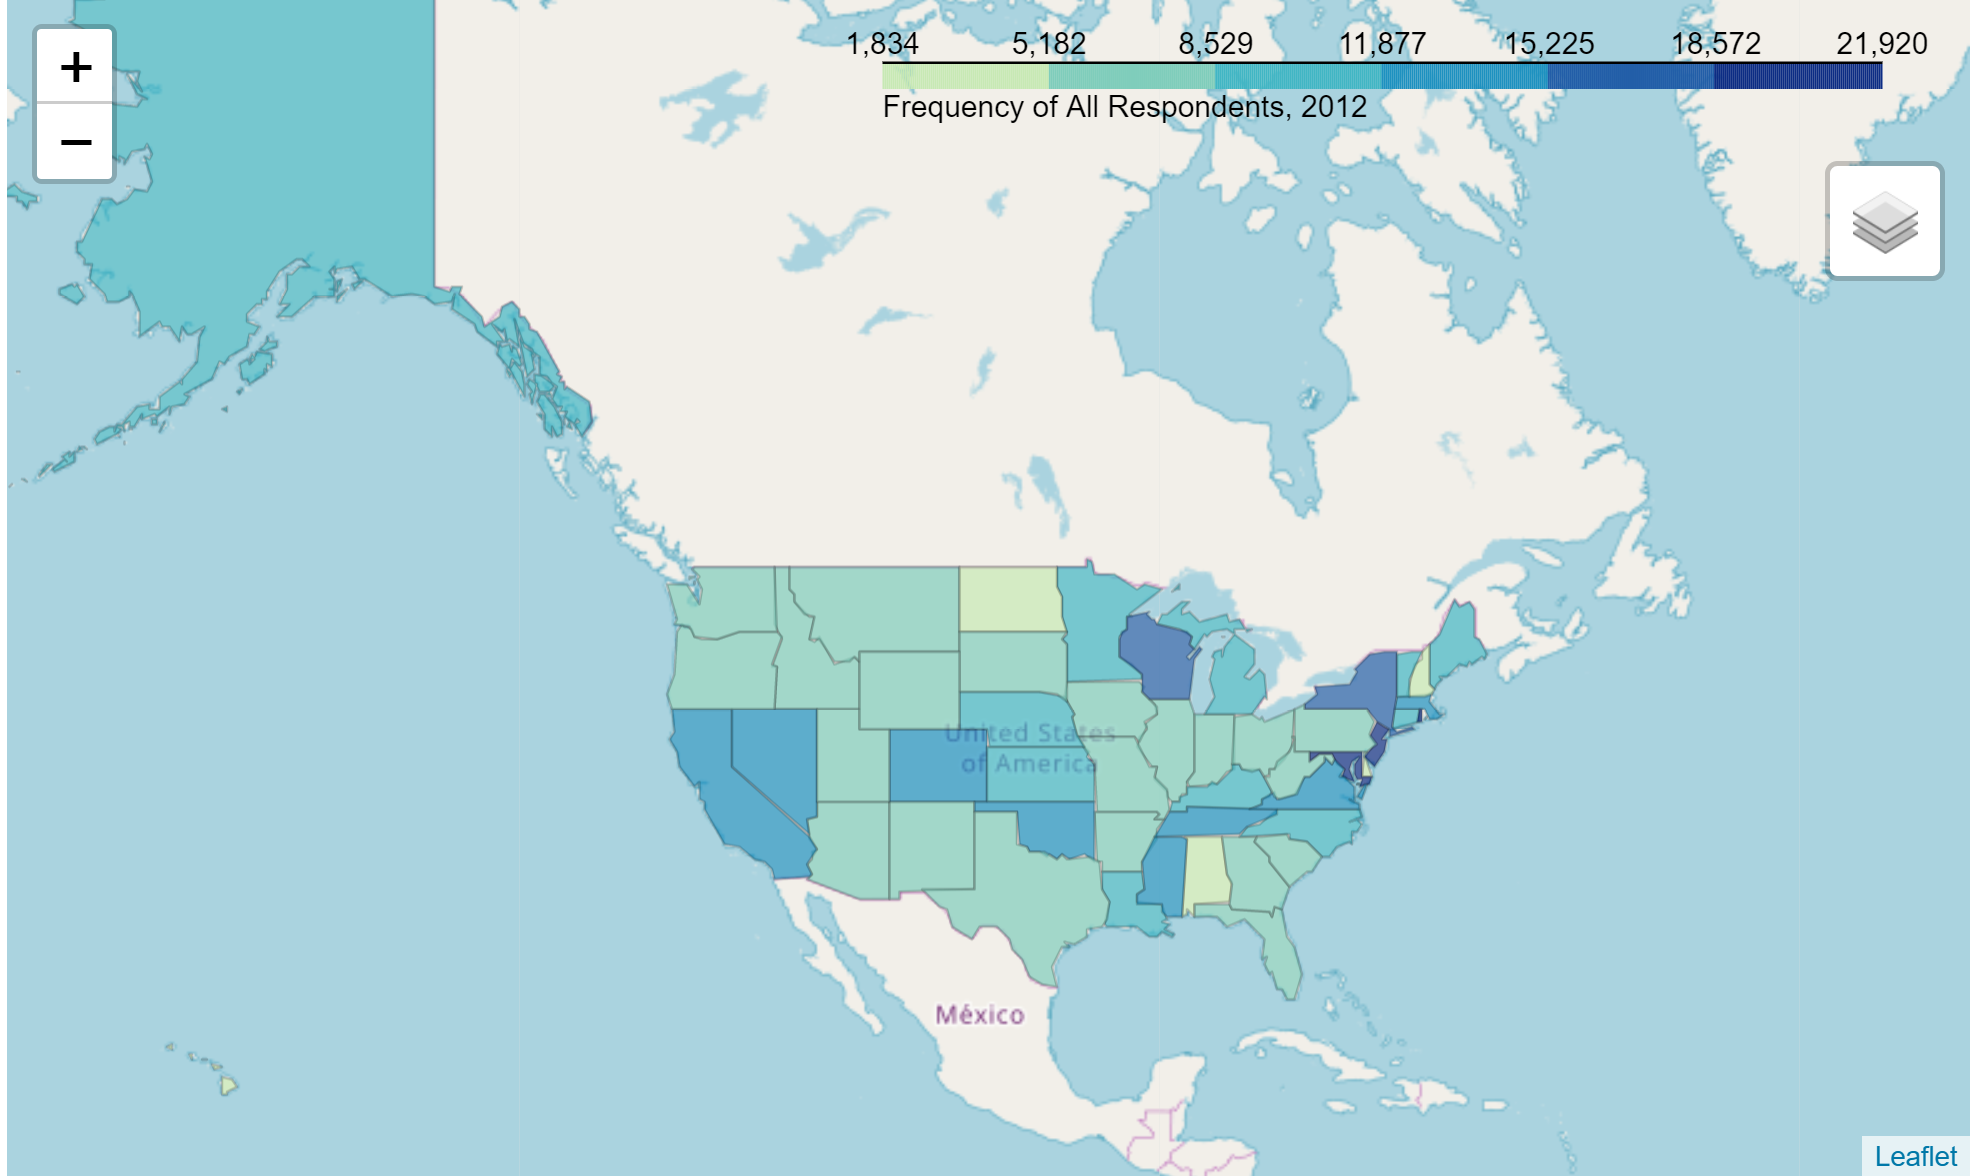 +
−
1,834 5,182 8,529 11,877 15,225 18,572 21,920
Frequency of All Respondents, 2012
United States
of America
México
Leaflet